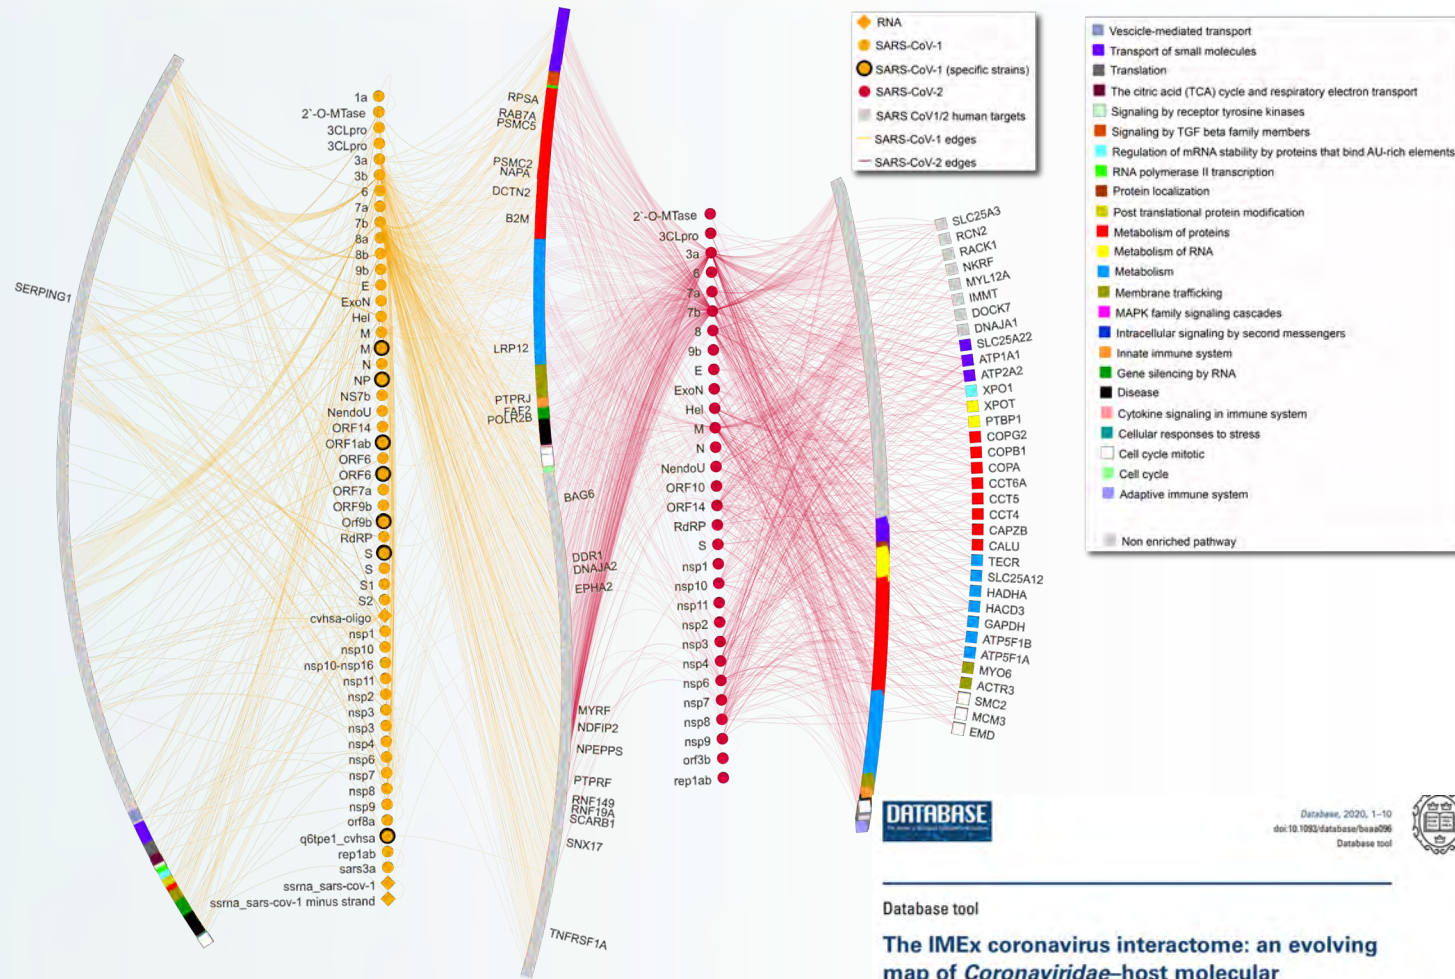 SERPING1
1a
2`-O-MTase
3CLpro
3CLpro
3a
3b
6
7a
7b
8a
8b
9b
E
ExoN
Hel
M
M
N
NP
NS7b
NendoU
ORF14
ORF1ab
ORF6
ORF6
ORF7a
ORF9b
Orf9b
RdRP
S
S
S1
S2
cvhsa-oligo
nsp1
nsp10
nsp10-nsp16
nsp11
nsp2
nsp3
nsp3
nsp4
nsp6
nsp7
nsp8
nsp9
orf8a
q6tpe1_cvhsa
rep1ab
sars3a
ssrna_sars-cov-1
ssrna_sars-cov-1 minus strand
RPSA
RAB7A
PSMC5
PSMC2
NAPA
DCTN2
B2M
LRP12
PTPRJ
FAF2
POLR2B
BAG6
DDR1
DNAJA2
EPHA2
MYRF
NDFIP2
NPEPPS
PTPRF
RNF149
RNF19A
SCARB1
SNX17
TNFRSF1A
2`-O-MTase
3CLpro
3a
6
7a
7b
8
9b
E
ExoN
Hel
M
N
NendoU
ORF10
ORF14
RdRP
S
nsp1
nsp10
nsp11
nsp2
nsp3
nsp4
nsp6
nsp7
nsp8
nsp9
orf3b
rep1ab
SLC25A3
RCN2
RACK1
NKRF
MYL12A
IMMT
DOCK7
DNAJA1
SLC25A22
ATP1A1
ATP2A2
XPO1
XPOT
PTBP1
COPG2
COPB1
COPA
CCT6A
CCT5
CCT4
CAPZB
CALU
TECR
SLC25A12
HADHA
HACD3
GAPDH
ATP5F1B
ATP5F1A
MYO6
ACTR3
SMC2
MCM3
EMD
RNA
SARS-CoV-1
SARS-CoV-1 (specific strains)
SARS-CoV-2
SARS CoV1/2 human targets
SARS-CoV-1 edges
SARS-CoV-2 edges
Vescicle-mediated transport
Transport of small molecules
Translation
The citric acid (TCA) cycle and respiratory electron transport
Signaling by receptor tyrosine kinases
Signaling by TGF beta family members
Regulation of mRNA stability by proteins that bind AU-rich elements
RNA polymerase II transcription
Protein localization
Post translational protein modification
Metabolism of proteins
Metabolism of RNA
Metabolism
Membrane trafficking
MAPK family signaling cascades
Intracellular signaling by second messengers
Innate immune system
Gene silencing by RNA
Disease
Cytokine signaling in immune system
Cellular responses to stress
Cell cycle mitotic
Cell cycle
Adaptive immune system
Non enriched pathway
DATABASE
Database, 2020, 1–10
doi:10.1093/database/baaa096
Database tool
Database tool
The IMEx coronavirus interactome: an evolving
map of Coronaviridae–host molecular